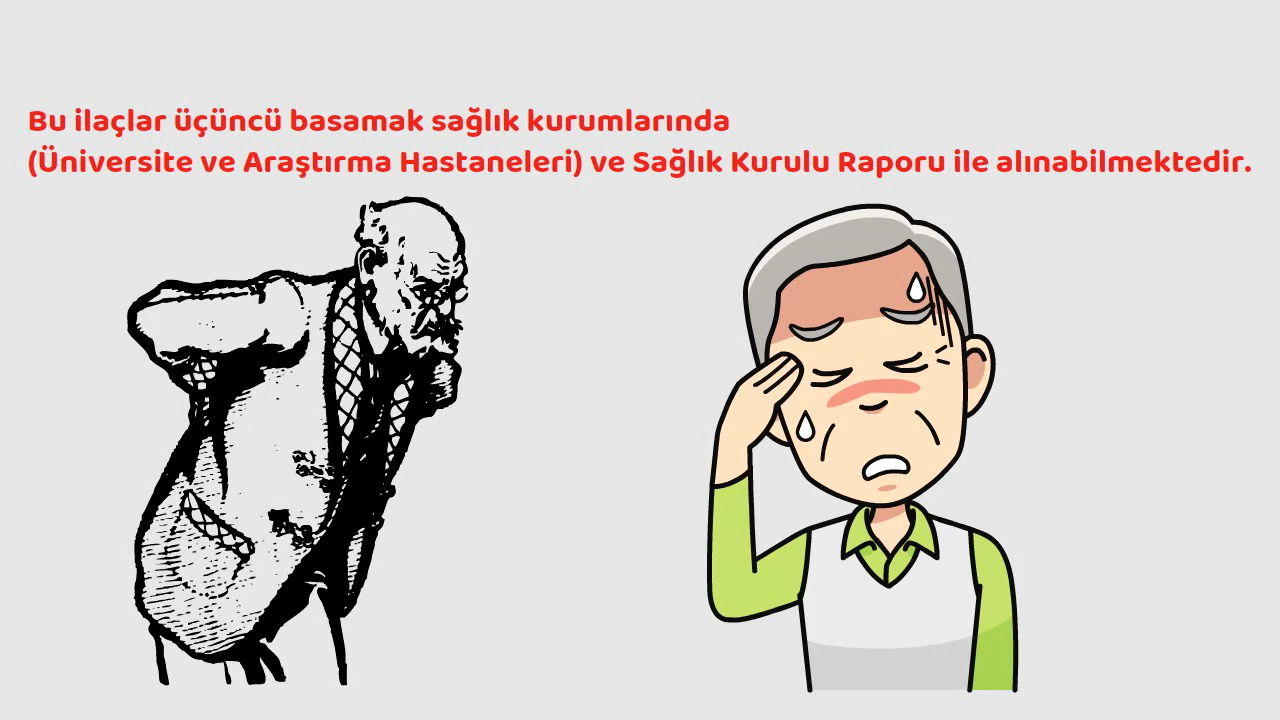 Bu ilaçlar üçüncü basamak sağlık kurumlarında
(Üniversite ve Araştırma Hastaneleri) ve Sağlık Kurulu Raporu ile alınabilmektedir.